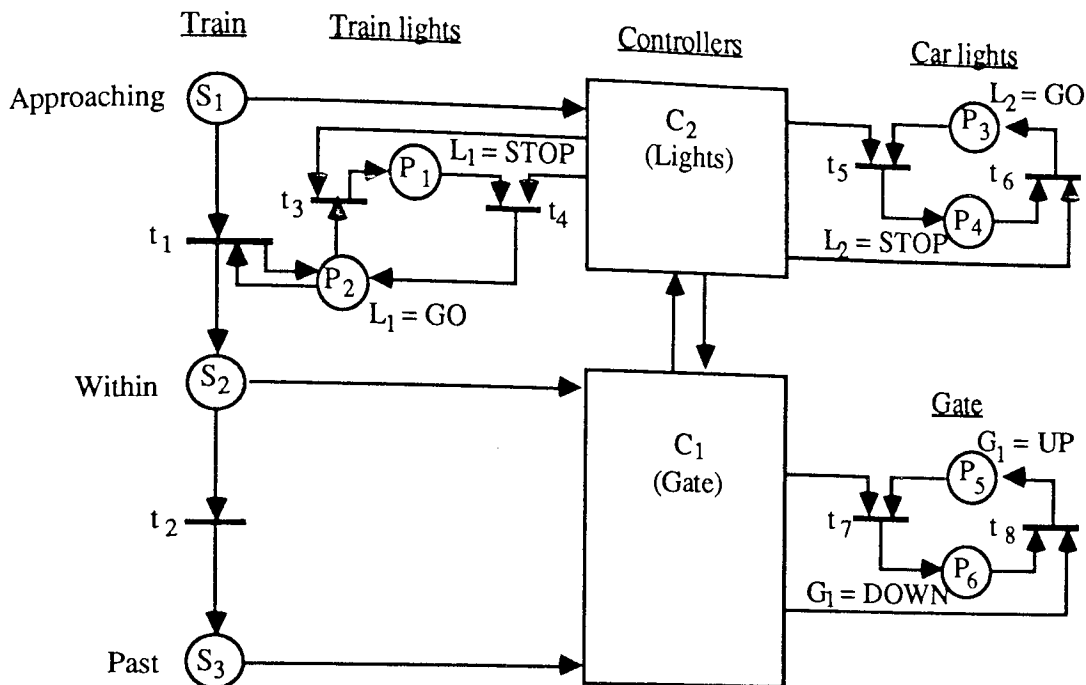 Train
Train lights
Controllers
Car lights
Approaching
S1
C2
(Lights)
L2 = GO
P3
L1 = STOP
P1
t3
t4
t5
t6
P4
L2 = STOP
t1
P2
L1 = GO
Within
S2
C1
(Gate)
Gate
G1 = UP
P5
t7
t8
P6
G1 = DOWN
t2
Past
S3